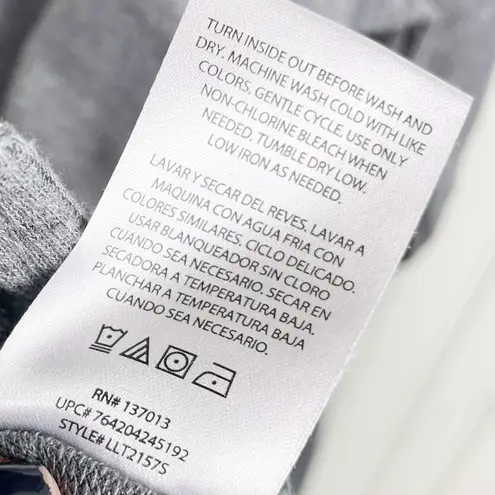 TURN INSIDE OUT BEFORE WASH AND
DRY. MACHINE WASH COLD WITH LIKE
COLORS, GENTLE CYCLE, USE ONLY
NON-CHLORINE BLEACH WHEN
NEEDED, TUMBLE DRY LOW.
LOW IRON AS NEEDED.
LAVAR Y SECAR DEL REVES, LAVAR A
MAQUINA CON AGUA FRIA CON
COLORES SIMILARES, CICLO DELICADO.
USAR BLANQUEADOR SIN CLORO
CUANDO SEA NECESARIO. SECAR EN
SECADORA A TEMPERATURA BAJA.
PLANCHAR A TEMPERATURA BAJA
CUANDO SEA NECESARIO.
RN# 137013
UPC# 764204245192
STYLE# LLT2157S